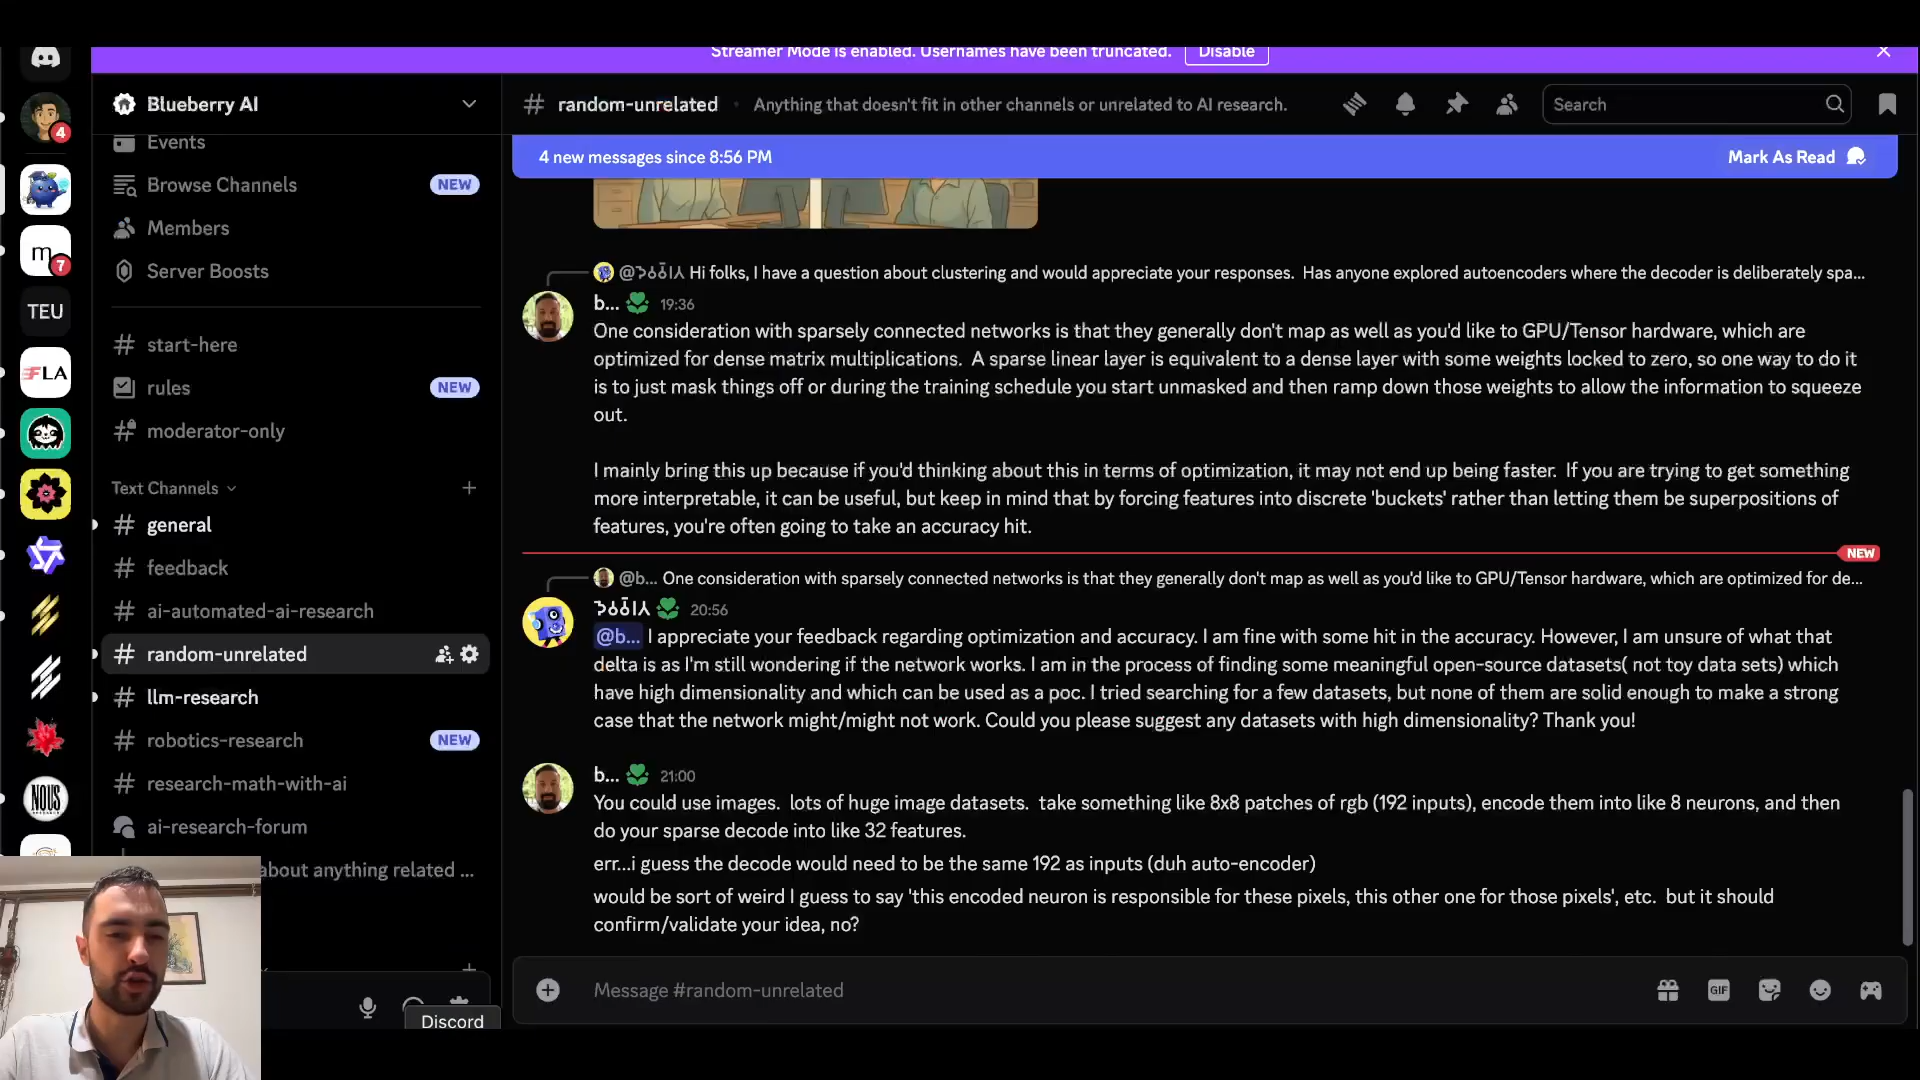 Streamer Mode is enabled. Usernames have been truncated. Disable
Blueberry AI
# random-unrelated
Anything that doesn't fit in other channels or unrelated to AI research.
Search
4 new messages since 8:56 PM
Mark As Read
4
m
7
TEU
FLA
NOUS
Events
Browse Channels NEW
Members
Server Boosts
# start-here
rules NEW
moderator-only
Text Channels
# general
# feedback
# ai-automated-ai-research
# random-unrelated
# llm-research
# robotics-research NEW
# research-math-with-ai
ai-research-forum
about anything related ...
Discord
Hi folks, I have a question about clustering and would appreciate your responses. Has anyone explored autoencoders where the decoder is deliberately spa...
b... 19:36
One consideration with sparsely connected networks is that they generally don't map as well as you'd like to GPU/Tensor hardware, which are
optimized for dense matrix multiplications. A sparse linear layer is equivalent to a dense layer with some weights locked to zero, so one way to do it
is to just mask things off or during the training schedule you start unmasked and then ramp down those weights to allow the information to squeeze
out.
I mainly bring this up because if you'd thinking about this in terms of optimization, it may not end up being faster. If you are trying to get something
more interpretable, it can be useful, but keep in mind that by forcing features into discrete 'buckets' rather than letting them be superpositions of
features, you're often going to take an accuracy hit.
NEW
@b... One consideration with sparsely connected networks is that they generally don't map as well as you'd like to GPU/Tensor hardware, which are optimized for de...
20:56
@b... I appreciate your feedback regarding optimization and accuracy. I am fine with some hit in the accuracy. However, I am unsure of what that
delta is as I'm still wondering if the network works. I am in the process of finding some meaningful open-source datasets( not toy data sets) which
have high dimensionality and which can be used as a poc. I tried searching for a few datasets, but none of them are solid enough to make a strong
case that the network might/might not work. Could you please suggest any datasets with high dimensionality? Thank you!
b... 21:00
You could use images. lots of huge image datasets. take something like 8x8 patches of rgb (192 inputs), encode them into like 8 neurons, and then
do your sparse decode into like 32 features.
err...i guess the decode would need to be the same 192 as inputs (duh auto-encoder)
would be sort of weird I guess to say 'this encoded neuron is responsible for these pixels, this other one for those pixels', etc. but it should
confirm/validate your idea, no?
Message #random-unrelated
GIF